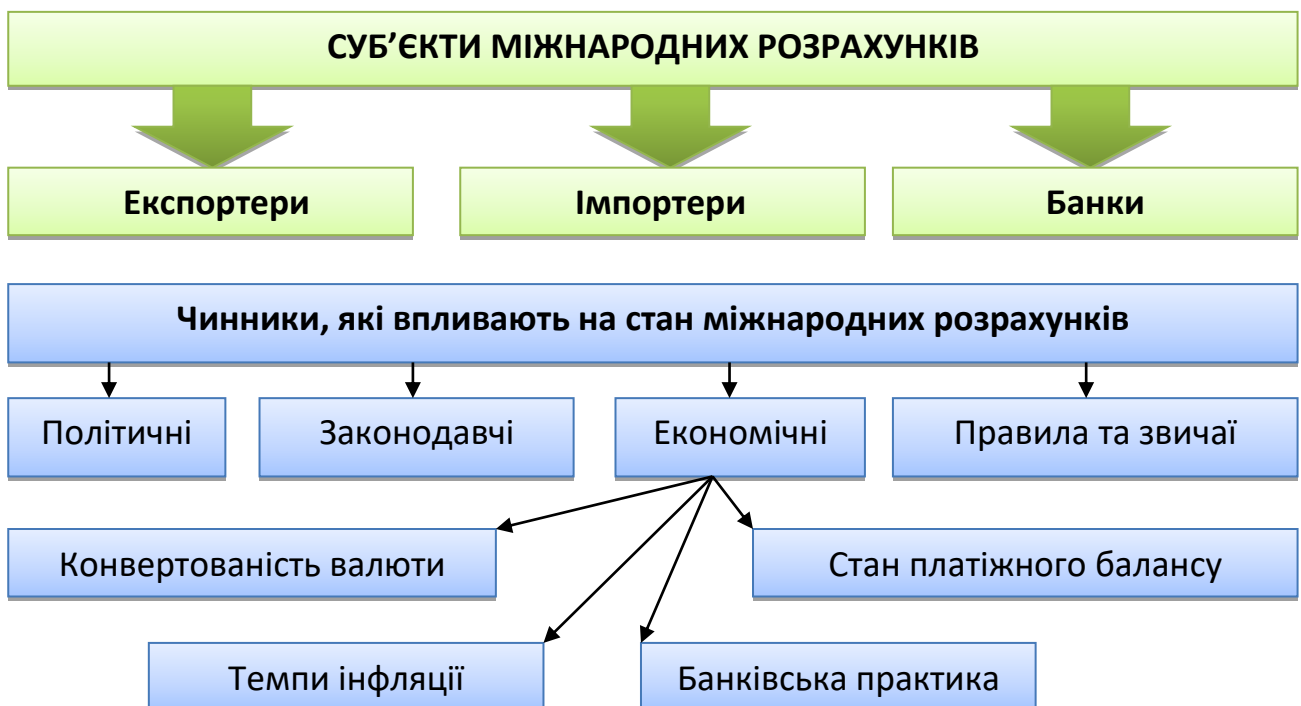 СУБ’ЄКТИ МІЖНАРОДНИХ РОЗРАХУНКІВ
Експортери
Імпортери
Банки
Чинники, які впливають на стан міжнародних розрахунків
Політичні
Законодавчі
Економічні
Правила та звичаї
Конвертованість валюти
Стан платіжного балансу
Темпи інфляції
Банківська практика